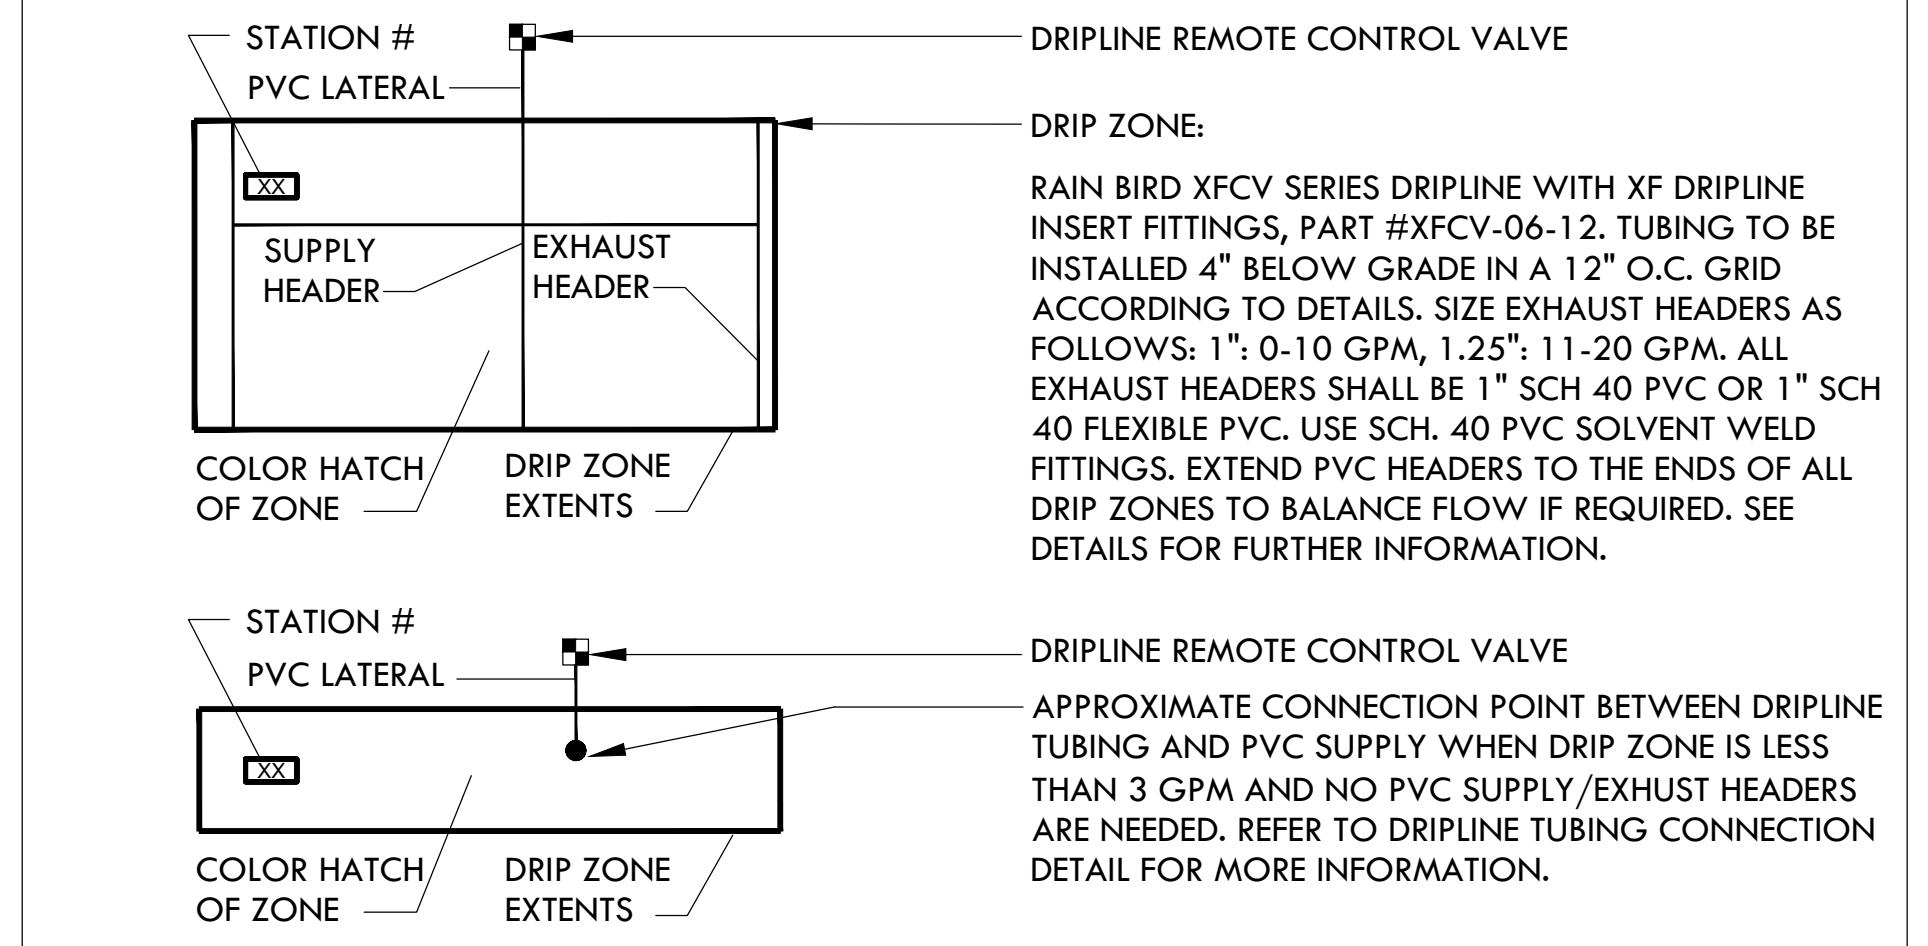 STATION #
PVC LATERAL
DRIPLINE REMOTE CONTROL VALVE
DRIP ZONE:
XX
SUPPLY
HEADER
EXHAUST
HEADER
RAIN BIRD XFCV SERIES DRIPLINE WITH XF DRIPLINE
INSERT FITTINGS, PART #XFCV-06-12. TUBING TO BE
INSTALLED 4" BELOW GRADE IN A 12" O.C. GRID
ACCORDING TO DETAILS. SIZE EXHAUST HEADERS AS
FOLLOWS: 1": 0-10 GPM, 1.25": 11-20 GPM. ALL
EXHAUST HEADERS SHALL BE 1" SCH 40 PVC OR 1" SCH
40 FLEXIBLE PVC. USE SCH. 40 PVC SOLVENT WELD
FITTINGS. EXTEND PVC HEADERS TO THE ENDS OF ALL
DRIP ZONES TO BALANCE FLOW IF REQUIRED. SEE
DETAILS FOR FURTHER INFORMATION.
COLOR HATCH
OF ZONE
DRIP ZONE
EXTENTS
STATION #
PVC LATERAL
DRIPLINE REMOTE CONTROL VALVE
XX
APPROXIMATE CONNECTION POINT BETWEEN DRIPLINE
TUBING AND PVC SUPPLY WHEN DRIP ZONE IS LESS
THAN 3 GPM AND NO PVC SUPPLY/EXHUST HEADERS
ARE NEEDED. REFER TO DRIPLINE TUBING CONNECTION
DETAIL FOR MORE INFORMATION.
COLOR HATCH
OF ZONE
DRIP ZONE
EXTENTS